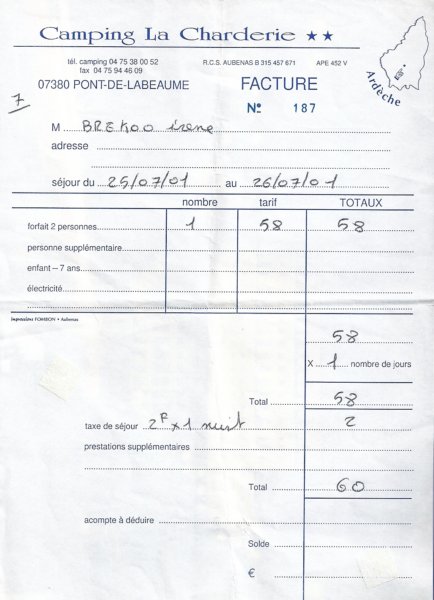 Camping La Charderie ★★
tél. camping 04 75 38 00 52
fax 04 75 94 46 09
R.C.S. AUBENAS B 315 457 671 APE 452 V
Ardèche
07380 PONT-DE-LABEAUME FACTURE
7
N° 187
M BREKOO irene
adresse
séjour du 25/07/01 au 26/07/01
nombre tarif TOTAUX
forfait 2 personnes 1 58 58
personne supplémentaire
enfant – 7 ans
électricité
Impressions FOMBON • Aubenas
58
X 1 nombre de jours
Total 58
taxe de séjour 2F x 1 nuit 2
prestations supplémentaires
Total 60
acompte à déduire
Solde
€